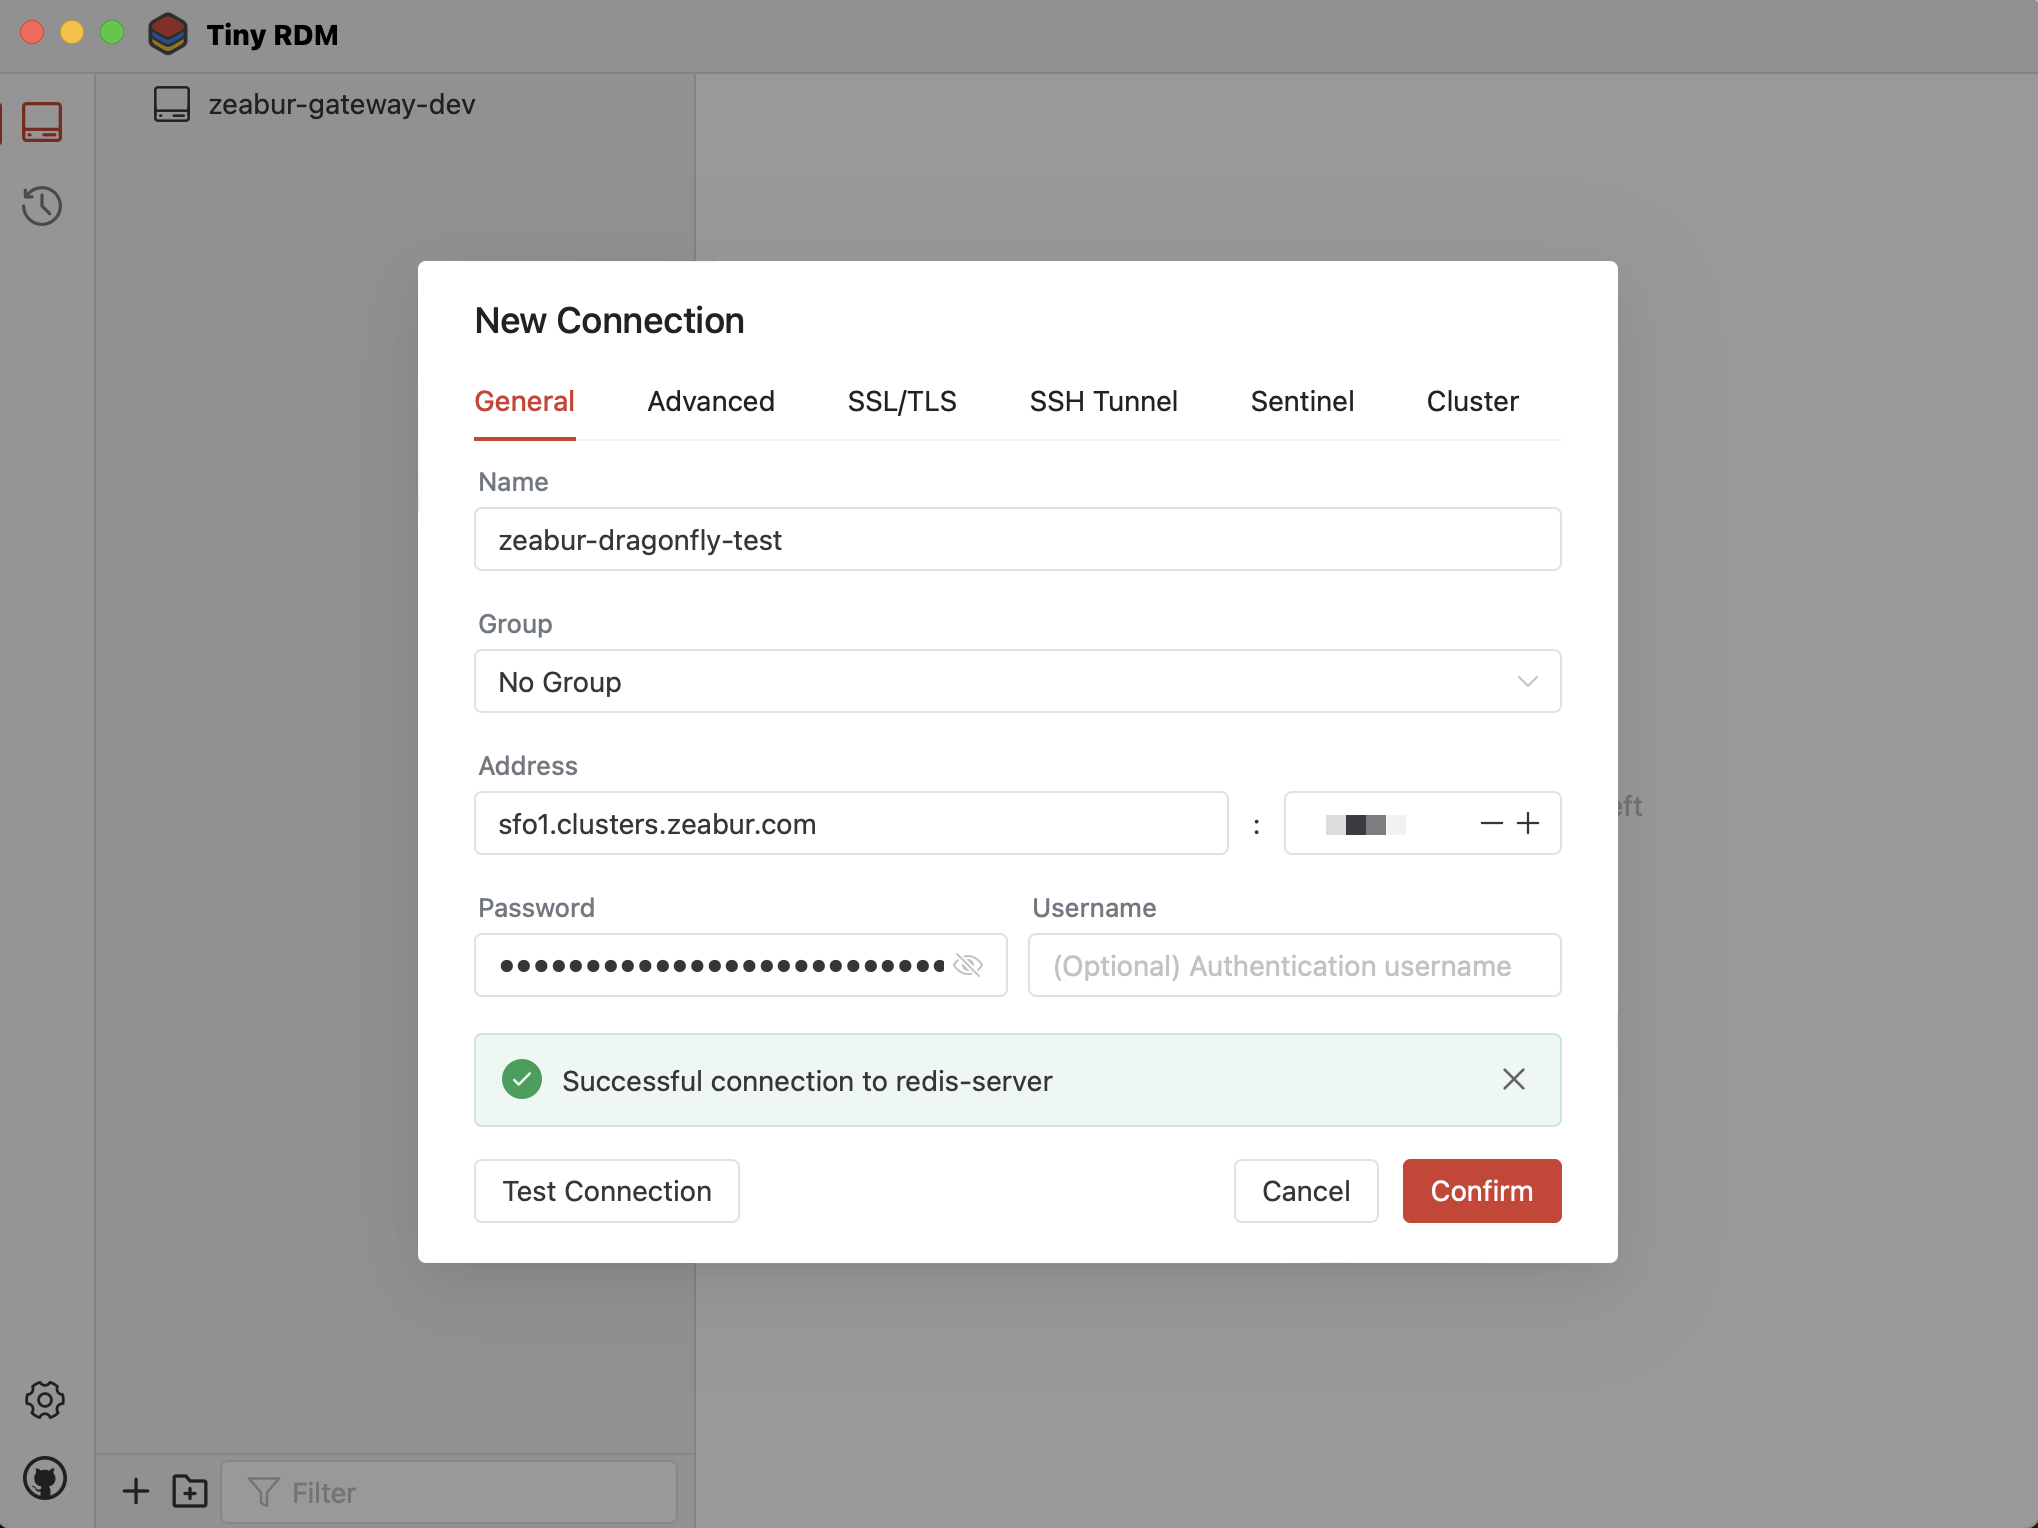 Tiny RDM
zeabur-gateway-dev
New Connection
General Advanced SSL/TLS SSH Tunnel Sentinel Cluster
Name
zeabur-dragonfly-test
Group
No Group
Address
sfo1.clusters.zeabur.com :
Password Username
(Optional) Authentication username
Successful connection to redis-server
Test Connection Cancel Confirm
Filter